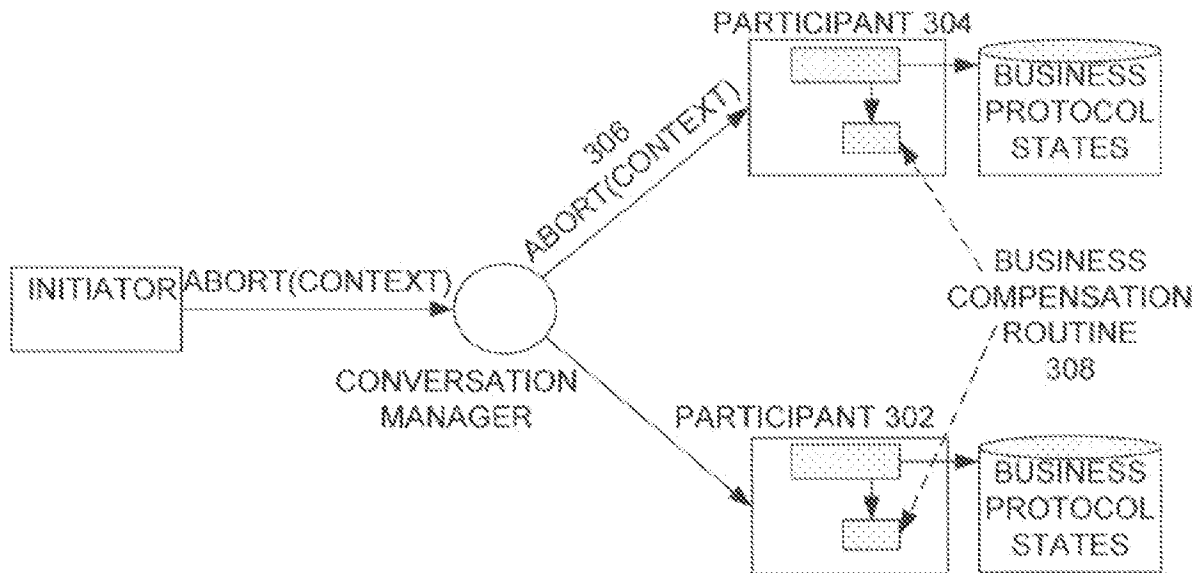 PARTICIPANT 304
BUSINESS
PROTOCOL
STATES
306
ABORT(CONTEXT)
INITIATOR
ABORT(CONTEXT)
CONVERSATION
MANAGER
BUSINESS
COMPENSATION
ROUTINE
308
PARTICIPANT 302
BUSINESS
PROTOCOL
STATES